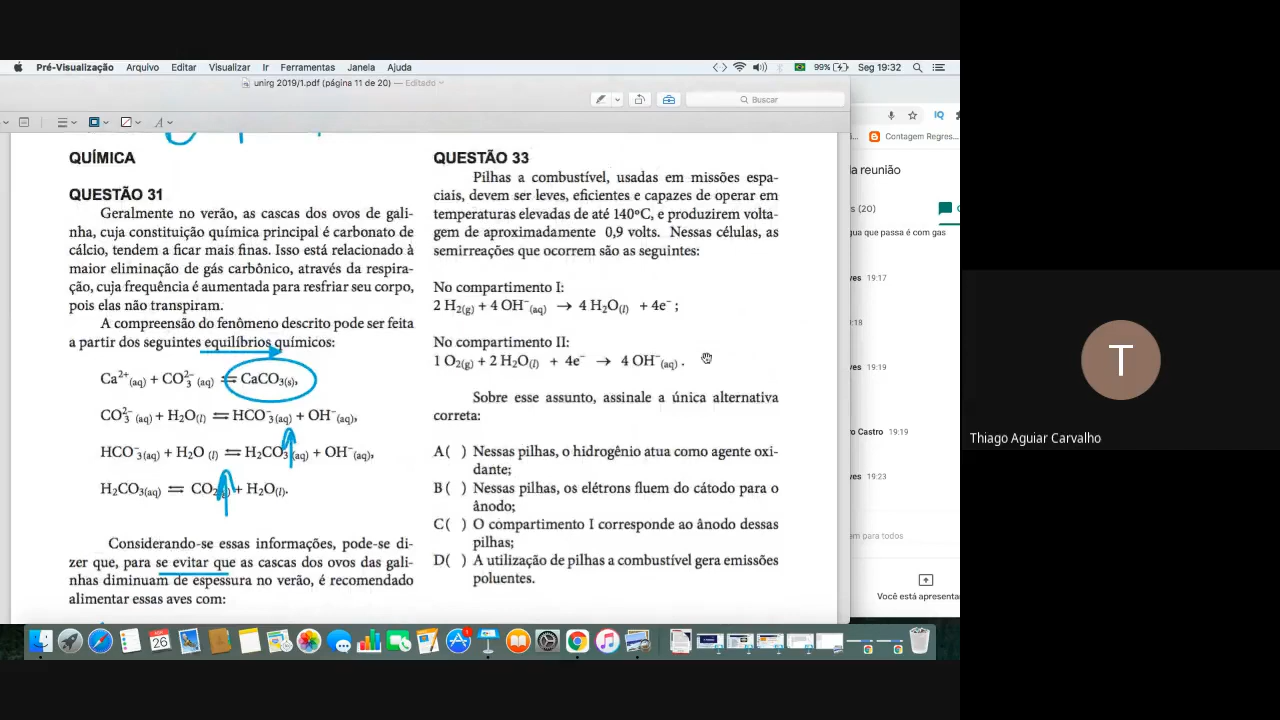 Pré-Visualização Arquivo Editar Visualizar Ir Ferramentas Janela Ajuda
99% Seg 19:32
unirg 2019/1.pdf (página 11 de 20) — Editado
Buscar
Contagem Regres
QUÍMICA
QUESTÃO 31
Geralmente no verão, as cascas dos ovos de gali-
nha, cuja constituição química principal é carbonato de
cálcio, tendem a ficar mais finas. Isso está relacionado à
maior eliminação de gás carbônico, através da respira-
ção, cuja frequência é aumentada para resfriar seu corpo,
pois elas não transpiram.
A compreensão do fenômeno descrito pode ser feita
a partir dos seguintes equilíbrios químicos:
Ca²⁺(aq) + CO₃²⁻(aq) ⇌ CaCO₃(s),
CO₃²⁻(aq) + H₂O(l) ⇌ HCO⁻₃(aq) + OH⁻(aq),
HCO⁻₃(aq) + H₂O (l) ⇌ H₂CO₃(aq) + OH⁻(aq),
H₂CO₃(aq) ⇌ CO₂(g) + H₂O(l).
Considerando-se essas informações, pode-se di-
zer que, para se evitar que as cascas dos ovos das gali-
nhas diminuam de espessura no verão, é recomendado
alimentar essas aves com:
QUESTÃO 33
Pilhas a combustível, usadas em missões espa-
ciais, devem ser leves, eficientes e capazes de operar em
temperaturas elevadas de até 140ºC, e produzirem volta-
gem de aproximadamente 0,9 volts. Nessas células, as
semirreações que ocorrem são as seguintes:
No compartimento I:
2 H₂(g) + 4 OH⁻(aq) → 4 H₂O(l) + 4e⁻ ;
No compartimento II:
1 O₂(g) + 2 H₂O(l) + 4e⁻ → 4 OH⁻(aq) .
Sobre esse assunto, assinale a única alternativa
correta:
A ( ) Nessas pilhas, o hidrogênio atua como agente oxi-
dante;
B ( ) Nessas pilhas, os elétrons fluem do cátodo para o
ânodo;
C ( ) O compartimento I corresponde ao ânodo dessas
pilhas;
D ( ) A utilização de pilhas a combustível gera emissões
poluentes.
la reunião
s (20)
gua que passa é com gas
ves 19:17
:18
ves 19:19
ro Castro 19:19
ves 19:23
para todos
Você está apresenta
T
Thiago Aguiar Carvalho